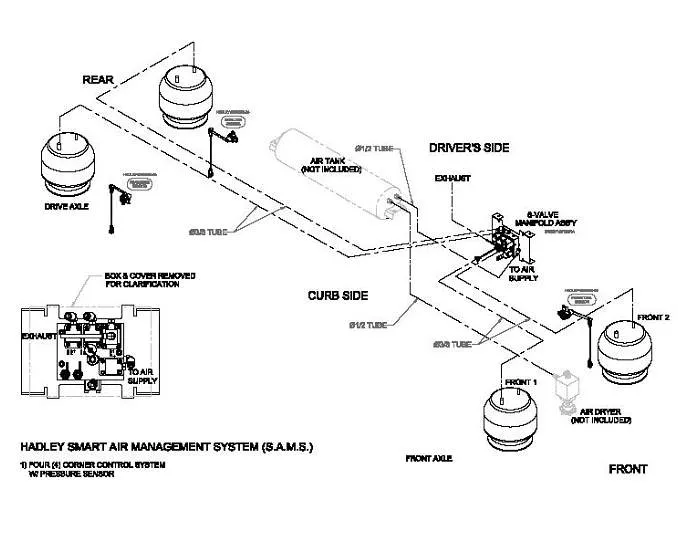 REAR
DRIVER'S SIDE
Ø1/2 TUBE
AIR TANK
(NOT INCLUDED)
EXHAUST
DRIVE AXLE
Ø3/8 TUBE
MANIFOLD ASS'Y
TO AIR
SUPPLY
BOX & COVER REMOVED
FOR CLARIFICATION
CURB SIDE
Ø1/2 TUBE
Ø3/8 TUBE
FRONT 2
EXHAUST
TO AIR
SUPPLY
FRONT 1
AIR DRYER
(NOT INCLUDED)
HADLEY SMART AIR MANAGEMENT SYSTEM (S.A.M.S.)
1) FOUR (4) CORNER CONTROL SYSTEM
W/ PRESSURE SENSOR
FRONT AXLE
FRONT